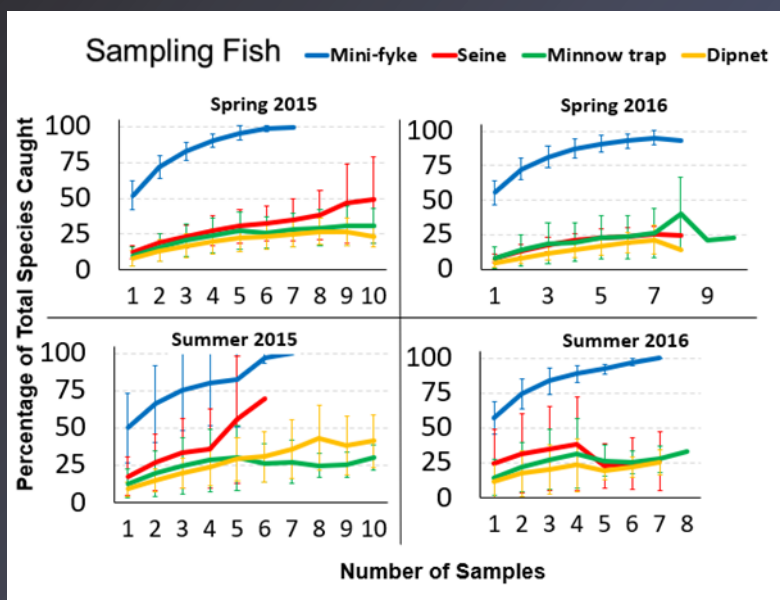 Sampling Fish
Mini-fyke Seine Minnow trap Dipnet
Percentage of Total Species Caught
Spring 2015
100
75
50
25
0
1 2 3 4 5 6 7 8 9 10
Spring 2016
100
75
50
25
0
1 3 5 7 9
Summer 2015
100
75
50
25
0
1 2 3 4 5 6 7 8 9 10
Summer 2016
100
75
50
25
0
1 2 3 4 5 6 7 8
Number of Samples